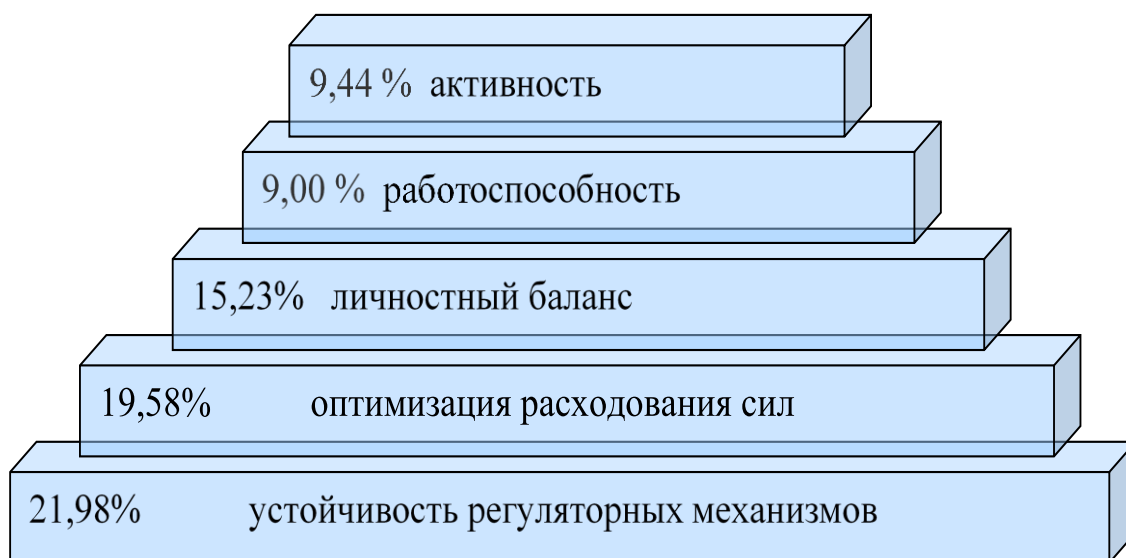 9,44 % активность
9,00 % работоспособность
15,23% личностный баланс
19,58% оптимизация расходования сил
21,98% устойчивость регуляторных механизмов